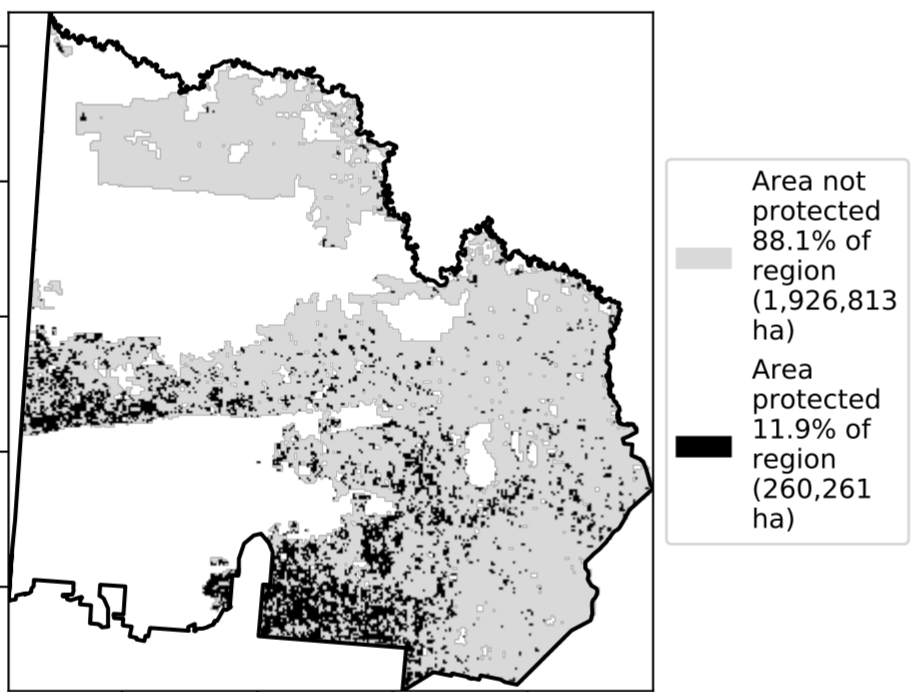 Area not
protected
88.1% of
region
(1,926,813
ha)
Area
protected
11.9% of
region
(260,261
ha)